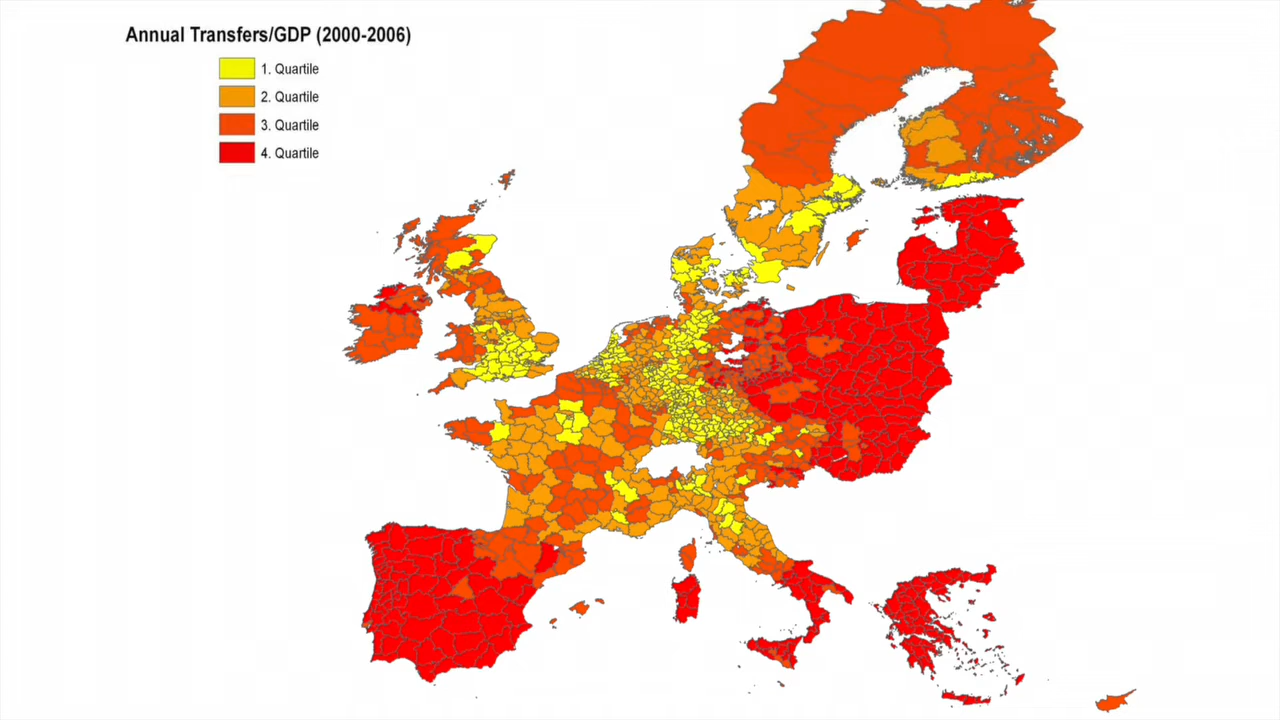 Annual Transfers/GDP (2000-2006)
1. Quartile
2. Quartile
3. Quartile
4. Quartile